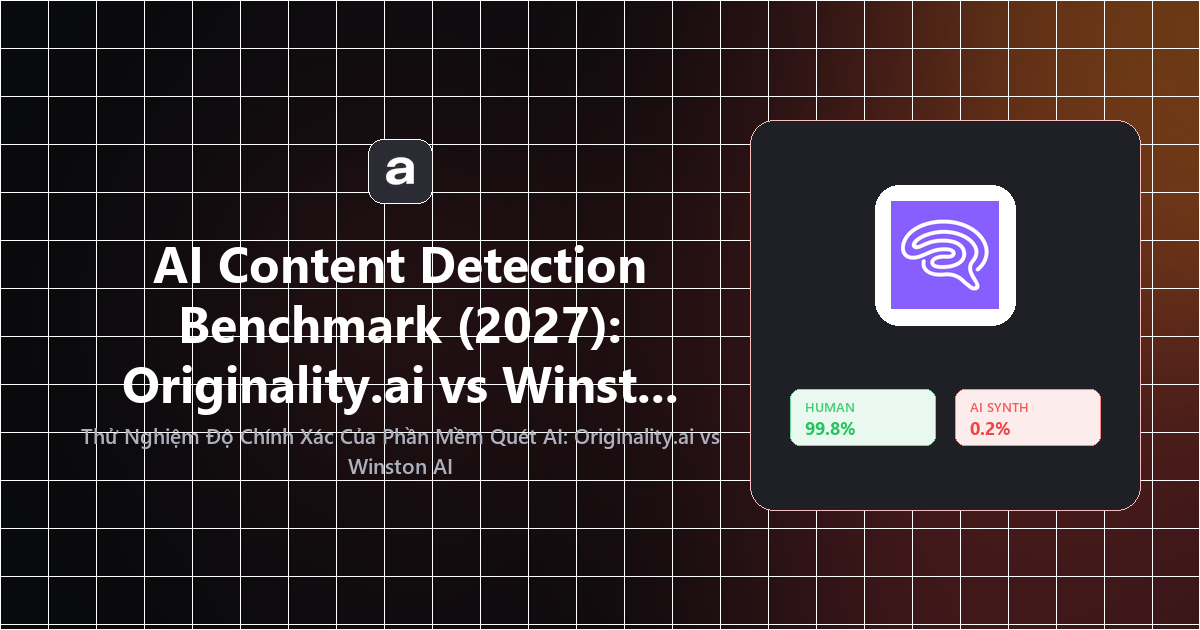 a
AI Content Detection
Benchmark (2027):
Originality.ai vs Winst...
Thử Nghiệm Độ Chính Xác Của Phần Mềm Quét AI: Originality.ai vs
Winston AI
HUMAN
99.8%
AI SYNTH
0.2%